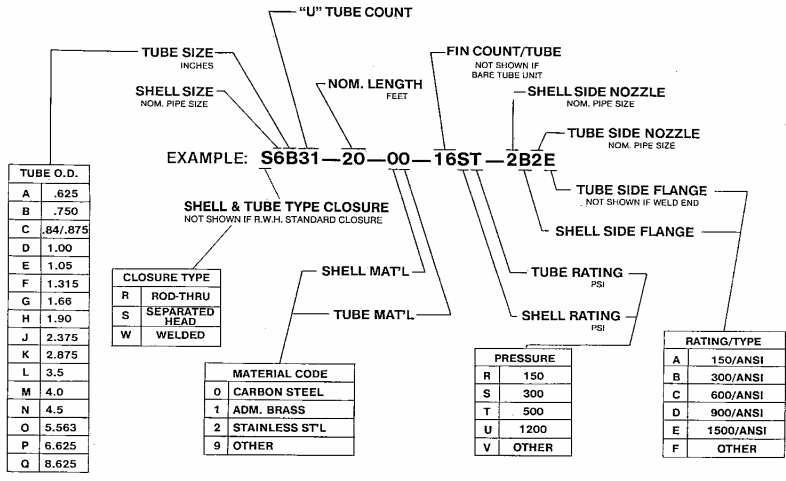 "U" TUBE COUNT
TUBE SIZE
INCHES
FIN COUNT/TUBE
NOT SHOWN IF
BARE TUBE UNIT
SHELL SIZE
NOM. PIPE SIZE
NOM. LENGTH
FEET
SHELL SIDE NOZZLE
NOM. PIPE SIZE
TUBE SIDE NOZZLE
NOM. PIPE SIZE
EXAMPLE: S6B31—20—00—16ST—2B2E
TUBE SIDE FLANGE
NOT SHOWN IF WELD END
SHELL SIDE FLANGE
SHELL & TUBE TYPE CLOSURE
NOT SHOWN IF R.W.H. STANDARD CLOSURE
SHELL MAT'L
TUBE MAT'L
TUBE RATING
PSI
SHELL RATING
PSI
TUBE O.D.
A .625
B .750
C .84/.875
D 1.00
E 1.05
F 1.315
G 1.66
H 1.90
J 2.375
K 2.875
L 3.5
M 4.0
N 4.5
O 5.563
P 6.625
Q 8.625
CLOSURE TYPE
R ROD-THRU
S SEPARATED
HEAD
W WELDED
MATERIAL CODE
0 CARBON STEEL
1 ADM. BRASS
2 STAINLESS ST'L
9 OTHER
PRESSURE
R 150
S 300
T 500
U 1200
V OTHER
RATING/TYPE
A 150/ANSI
B 300/ANSI
C 600/ANSI
D 900/ANSI
E 1500/ANSI
F OTHER